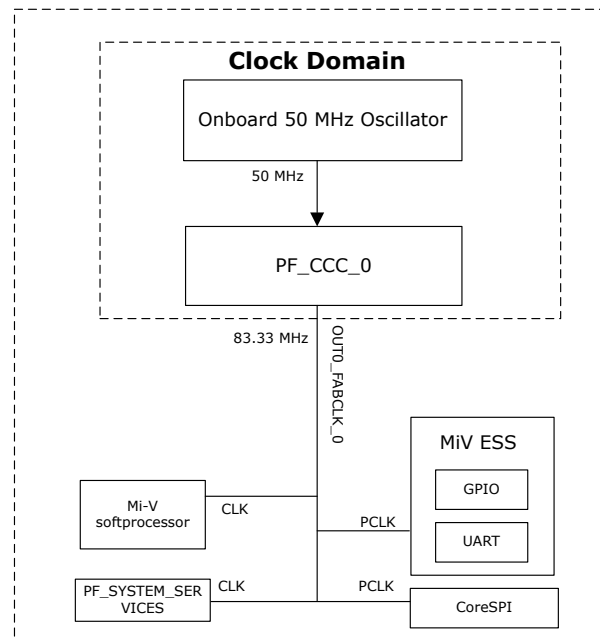 Clock Domain
Onboard 50 MHz Oscillator
50 MHz
PF_CCC_0
83.33 MHz
OUT0_FABCLK_0
MiV ESS
GPIO
UART
Mi-V
softprocessor
CLK
PCLK
PF_SYSTEM_SER
VICES
CLK
PCLK
CoreSPI